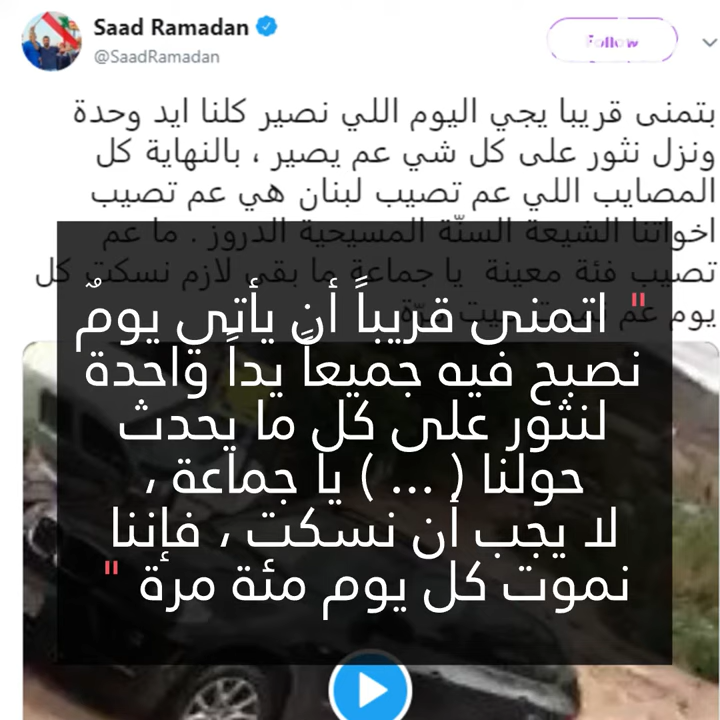 Saad Ramadan
@SaadRamadan
Follow
بتمنى قريبا يجي اليوم اللي نصير كلنا ايد وحدة
ونزل نثور على كل شي عم يصير ، بالنهاية كل
المصايب اللي عم تصيب لبنان هي عم تصيب
اخواتنا الشيعة السنّة المسيحية الدروز . ما عم
تصيب فئة معينة يا جماعة ما بقى لازم نسكت كل
يوم عم نموت ميت مرّة
" اتمنى قريباً أن يأتي يومٌ
نصبح فيه جميعاً يداً واحدة
لنثور على كل ما يحدث
حولنا ( ... ) يا جماعة ،
لا يجب أن نسكت ، فإننا
نموت كل يوم مئة مرة "